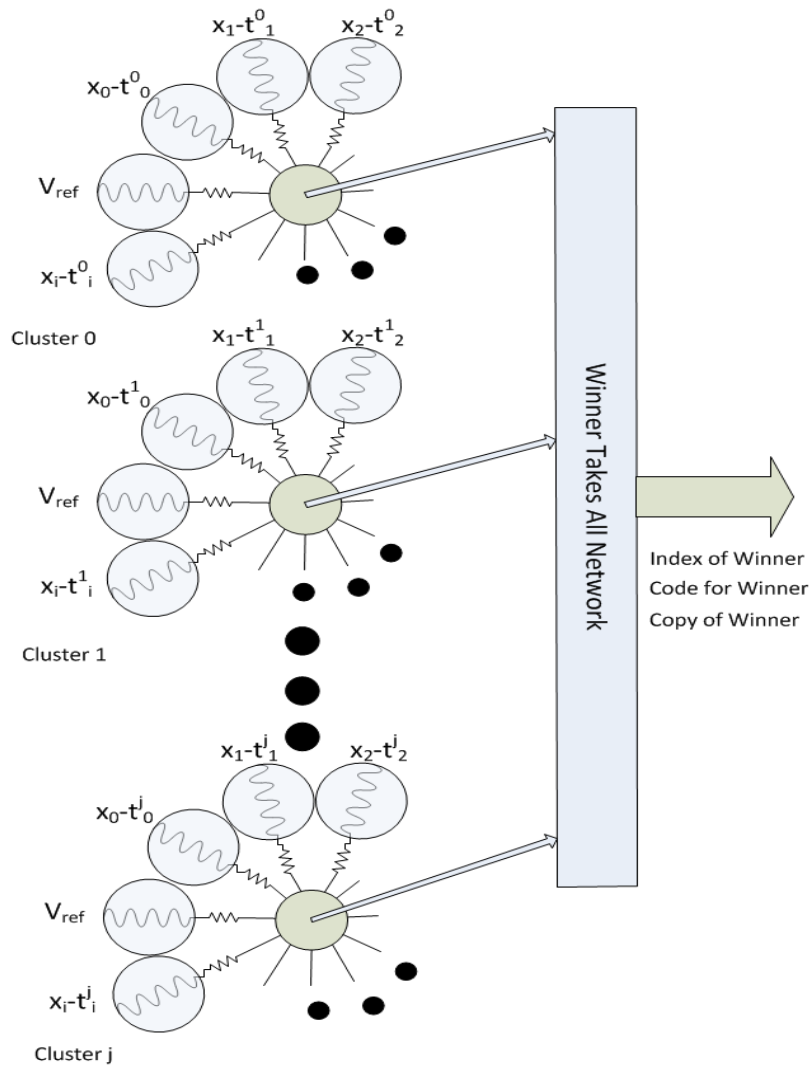 x₁-t⁰₁ x₂-t⁰₂
x₀-t⁰₀
Vref
xᵢ-t⁰ᵢ
Cluster 0
x₁-t¹₁ x₂-t¹₂
x₀-t¹₀
Vref
xᵢ-t¹ᵢ
Cluster 1
x₁-tʲ₁ x₂-tʲ₂
x₀-tʲ₀
Vref
xᵢ-tʲᵢ
Cluster j
Winner Takes All Network
Index of Winner
Code for Winner
Copy of Winner